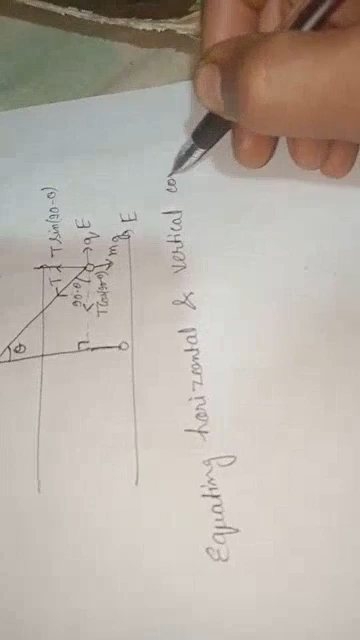 T sin(90-θ)
T
qE
90-θ
T cos(90-θ)
mg
E
θ
Equating horizontal & vertical co